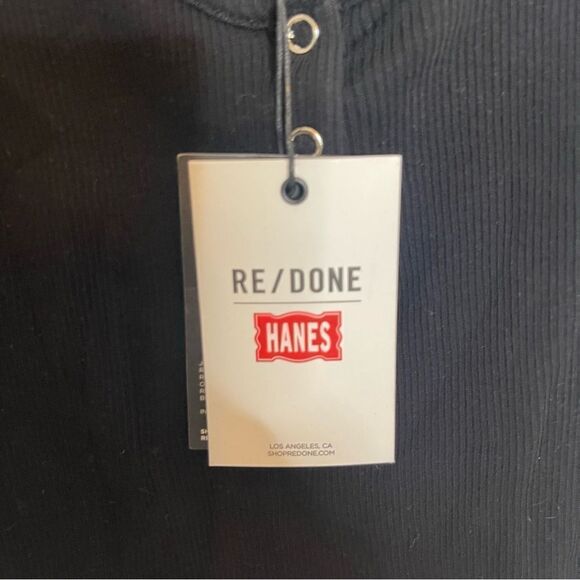 RE/DONE
HANES
LOS ANGELES, CA
SHOPREDONE.COM